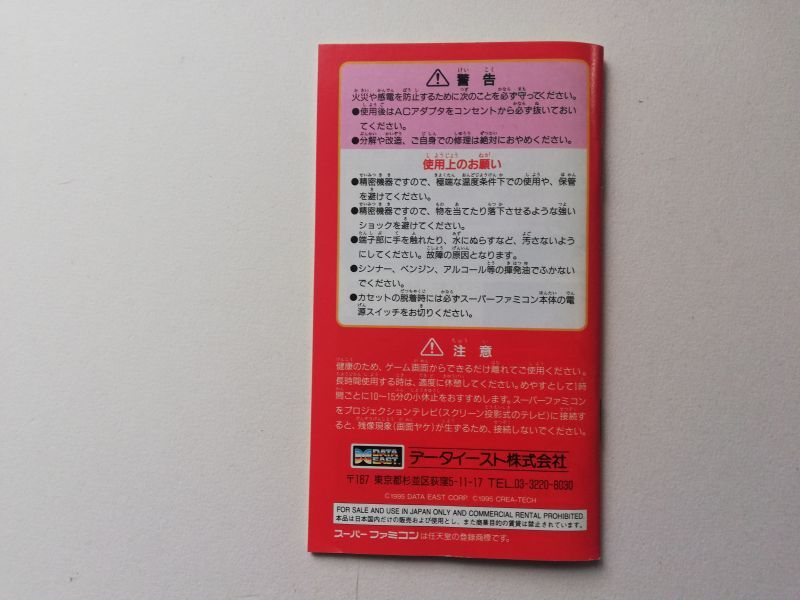 ⚠ 警告
火災や感電を防止するために次のことを必ず守ってください。
●使用後はACアダプタをコンセントから必ず抜いておい
てください。
●分解や改造、ご自身での修理は絶対におやめください。
使用上のお願い
●精密機器ですので、極端な温度条件下での使用や、保管
を避けてください。
●精密機器ですので、物を当てたり落下させるような強い
ショックを避けてください。
●端子部に手を触れたり、水にぬらすなど、汚さないよう
にしてください。故障の原因となります。
●シンナー、ベンジン、アルコール等の揮発油でふかない
でください。
●カセットの脱着時には必ずスーパーファミコン本体の電
源スイッチをお切りください。
⚠ 注意
健康のため、ゲーム画面からできるだけ離れてご使用ください。
長時間使用する時は、適度に休憩してください。めやすとして1時
間ごとに10〜15分の小休止をおすすめします。スーパーファミコン
をプロジェクションテレビ(スクリーン投影式のテレビ)に接続す
ると、残像現象(画面ヤケ)が生ずるため、接続しないでください。
DATA EAST データイースト株式会社
〒167 東京都杉並区荻窪5-11-17 TEL.03-3220-8030
©1995 DATA EAST CORP. ©1995 CREA-TECH
FOR SALE AND USE IN JAPAN ONLY AND COMMERCIAL RENTAL PROHIBITED.
本品は日本国内だけの販売および使用とし、また商業目的の賃貸は禁止されています。
スーパーファミコンは任天堂の登録商標です。